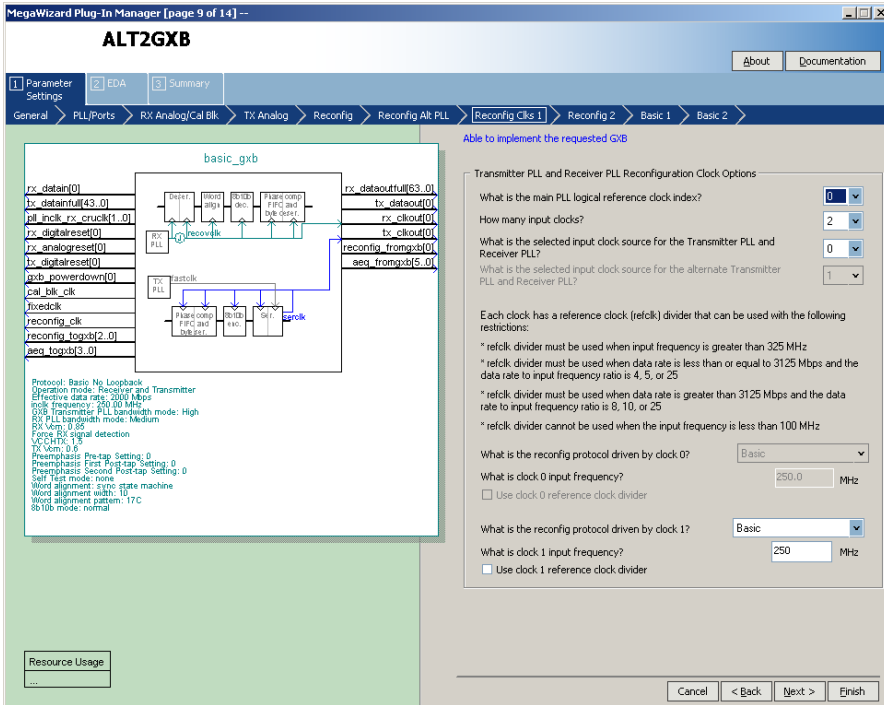 MegaWizard Plug-In Manager [page 9 of 14] --
ALT2GXB
About
Documentation
1 Parameter Settings
2 EDA
3 Summary
General
PLL/Ports
RX Analog/Cal Blk
TX Analog
Reconfig
Reconfig Alt PLL
Reconfig Clks 1
Reconfig 2
Basic 1
Basic 2
basic_gxb
rx_datain[0]
tx_datainfull[43..0]
pll_inclk_rx_cruclk[1..0]
rx_digitalreset[0]
rx_analogreset[0]
tx_digitalreset[0]
gxb_powerdown[0]
cal_blk_clk
fixedclk
reconfig_clk
reconfig_togxb[2..0]
aeq_togxb[3..0]
Deser.
Word
align
8b10b
dec.
Phase comp
FIFO and
byte deser.
RX
PLL
recovclk
TX
PLL
fastclk
Phase comp
FIFO and
byte ser.
8b10b
enc.
Ser.
serclk
rx_dataoutfull[63..0]
tx_dataout[0]
rx_clkout[0]
tx_clkout[0]
reconfig_fromgxb[0]
aeq_fromgxb[5..0]
Protocol: Basic No Loopback
Operation mode: Receiver and Transmitter
Effective data rate: 2000 Mbps
inclk frequency: 250.00 MHz
GXB Transmitter PLL bandwidth mode: High
RX PLL bandwidth mode: Medium
RX Vcm: 0.85
Force RX signal detection
VCCHTX: 1.5
TX Vcm: 0.6
Preemphasis Pre-tap Setting: 0
Preemphasis First Post-tap Setting: 0
Preemphasis Second Post-tap Setting: 0
Self Test mode: none
Word alignment: sync state machine
Word alignment width: 10
Word alignment pattern: 17C
8b10b mode: normal
Resource Usage
...
Able to implement the requested GXB
Transmitter PLL and Receiver PLL Reconfiguration Clock Options
What is the main PLL logical reference clock index?
0
How many input clocks?
2
What is the selected input clock source for the Transmitter PLL and
Receiver PLL?
0
What is the selected input clock source for the alternate Transmitter
PLL and Receiver PLL?
1
Each clock has a reference clock (refclk) divider that can be used with the following
restrictions:
* refclk divider must be used when input frequency is greater than 325 MHz
* refclk divider must be used when data rate is less than or equal to 3125 Mbps and the
data rate to input frequency ratio is 4, 5, or 25
* refclk divider must be used when data rate is greater than 3125 Mbps and the data
rate to input frequency ratio is 8, 10, or 25
* refclk divider cannot be used when the input frequency is less than 100 MHz
What is the reconfig protocol driven by clock 0?
Basic
What is clock 0 input frequency?
250.0 MHz
Use clock 0 reference clock divider
What is the reconfig protocol driven by clock 1?
Basic
What is clock 1 input frequency?
250 MHz
Use clock 1 reference clock divider
Cancel
< Back
Next >
Finish